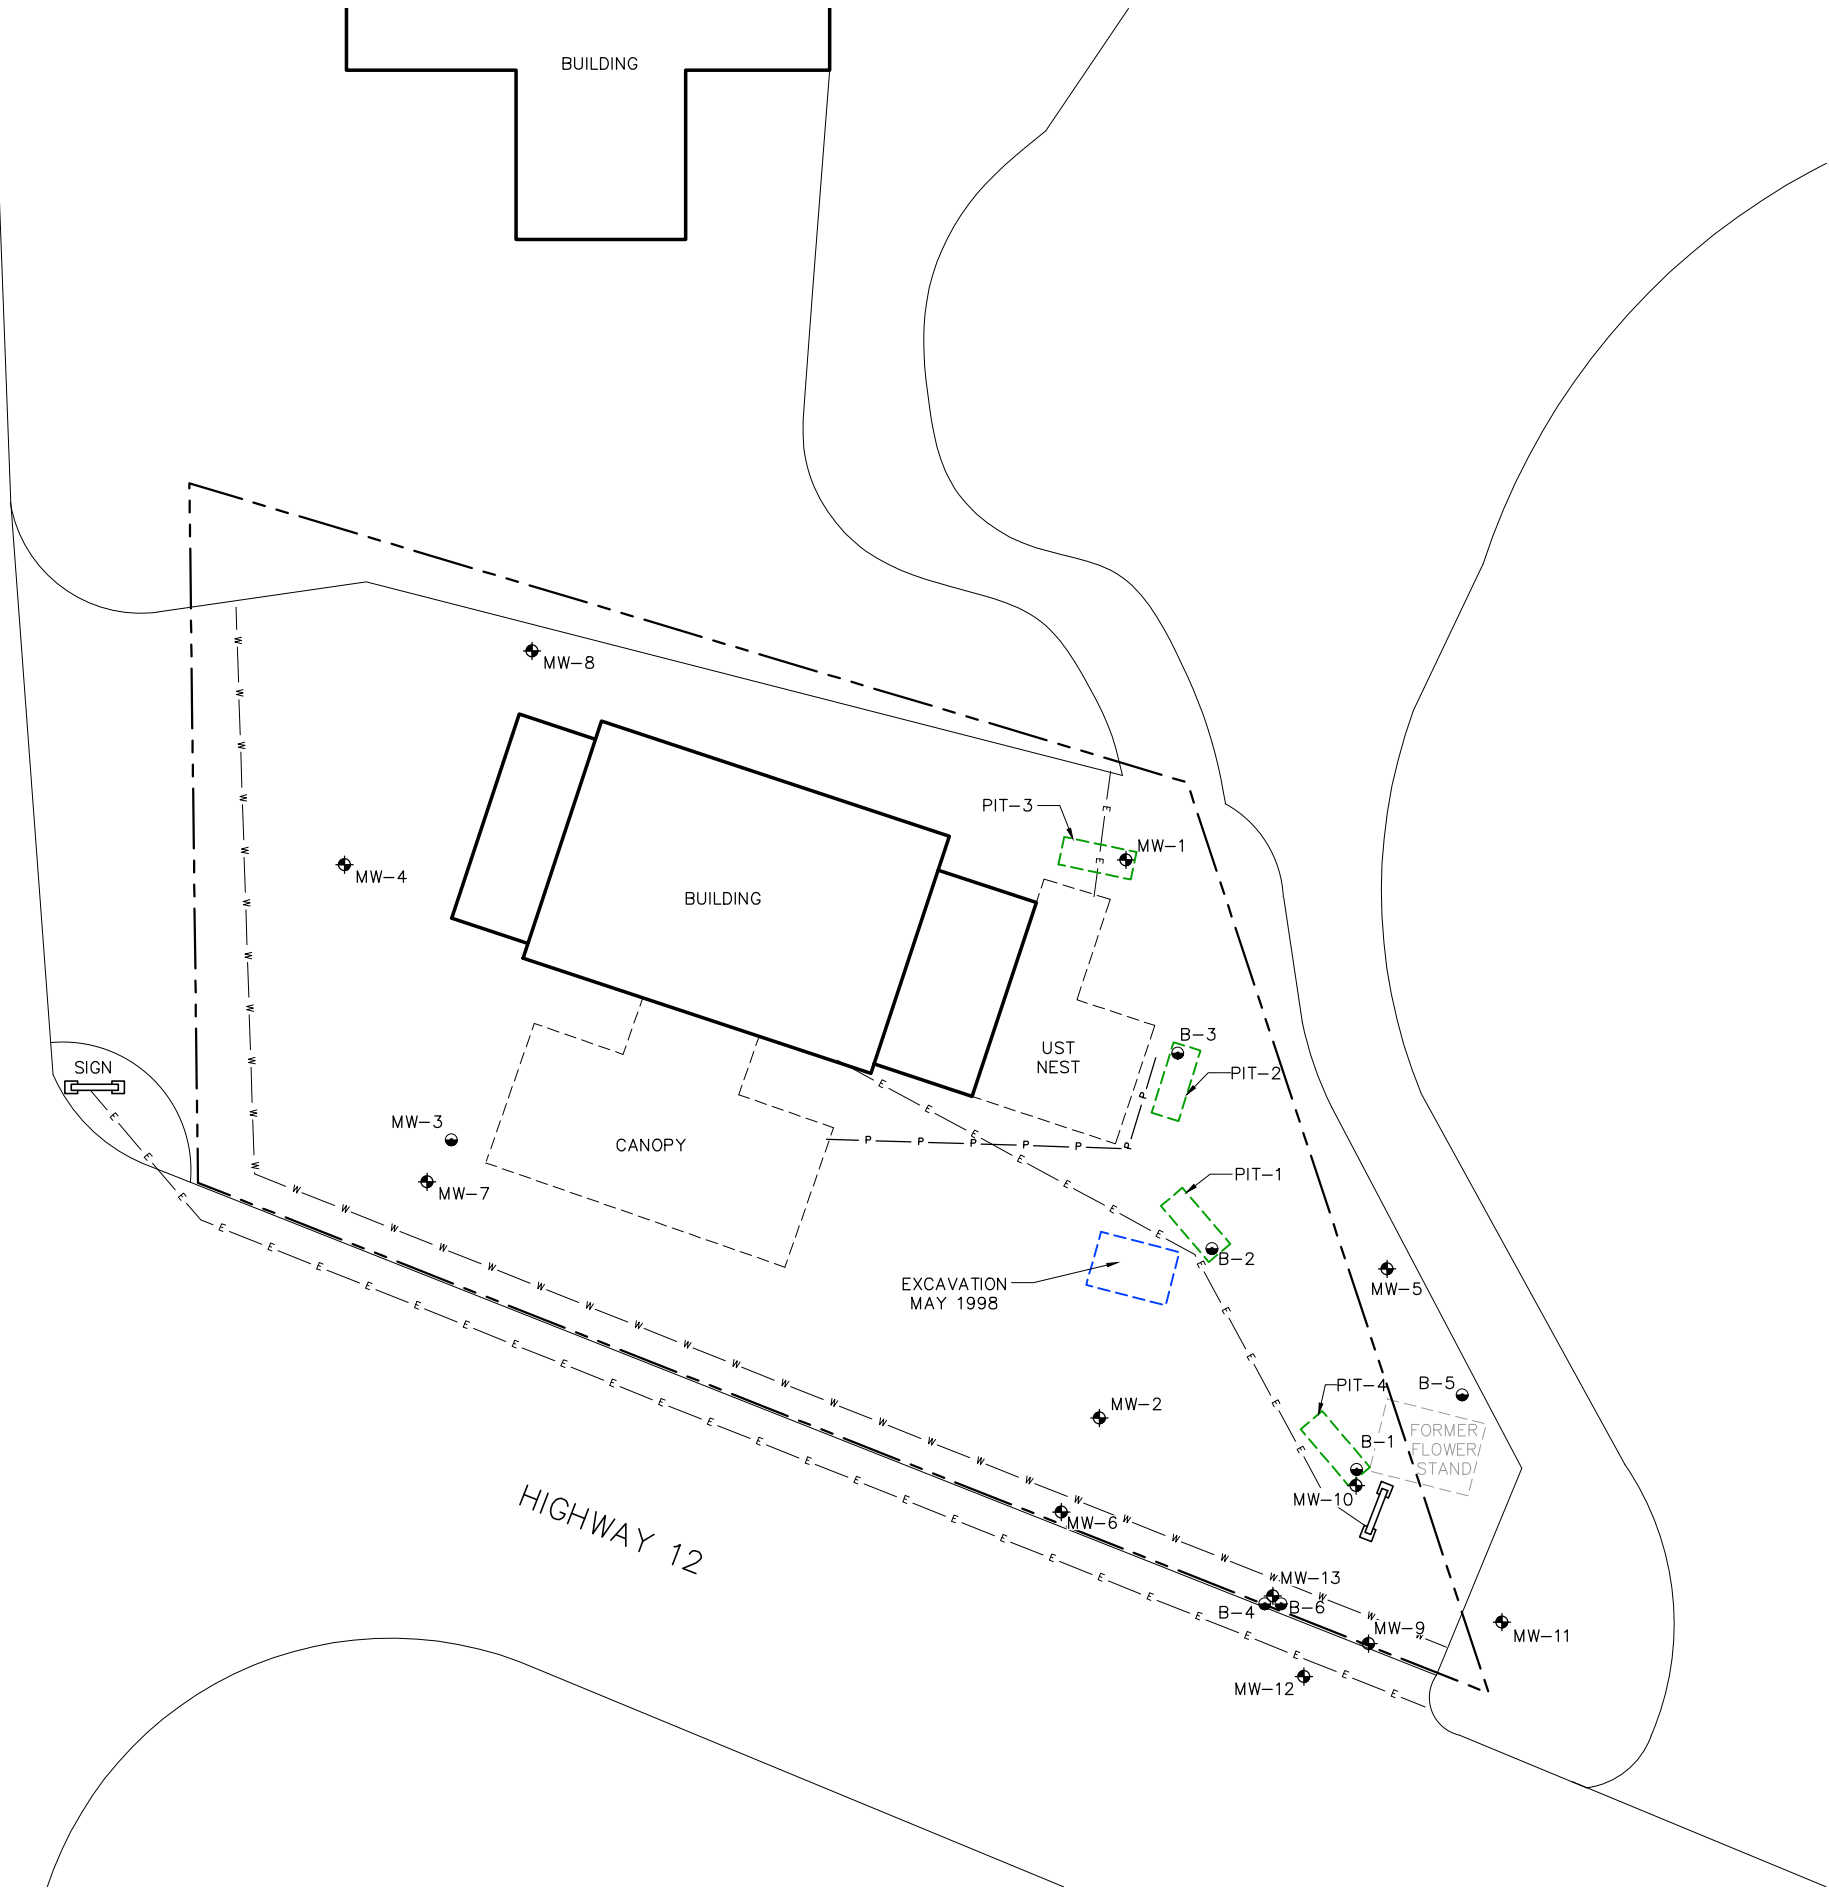 BUILDING
MW-8
PIT-3
MW-1
MW-4
BUILDING
B-3
UST
NEST
PIT-2
SIGN
MW-3
CANOPY
PIT-1
MW-7
B-2
EXCAVATION
MAY 1998
MW-5
PIT-4
B-5
MW-2
FORMER
FLOWER
STAND
B-1
MW-10
HIGHWAY 12
MW-6
MW-13
B-4
B-6
MW-9
MW-11
MW-12